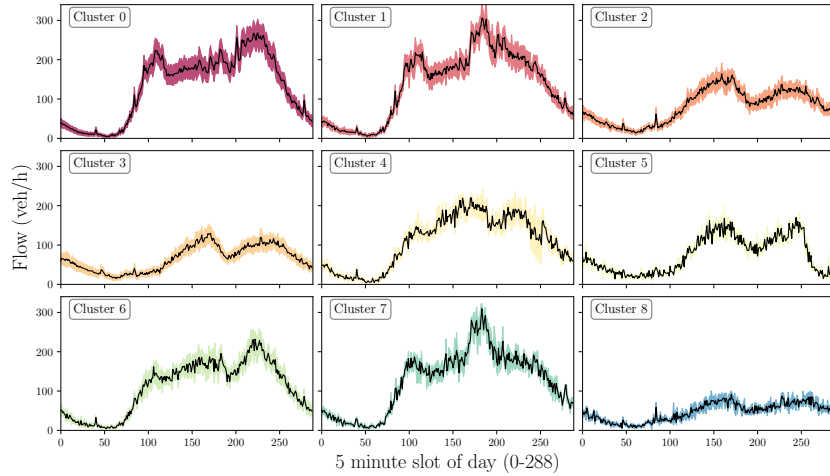 Cluster 0
Cluster 1
Cluster 2
300
200
100
0
Cluster 3
Cluster 4
Cluster 5
300
200
100
0
Flow (veh/h)
Cluster 6
Cluster 7
Cluster 8
300
200
100
0
0 50 100 150 200 250
0 50 100 150 200 250
0 50 100 150 200 250
5 minute slot of day (0-288)